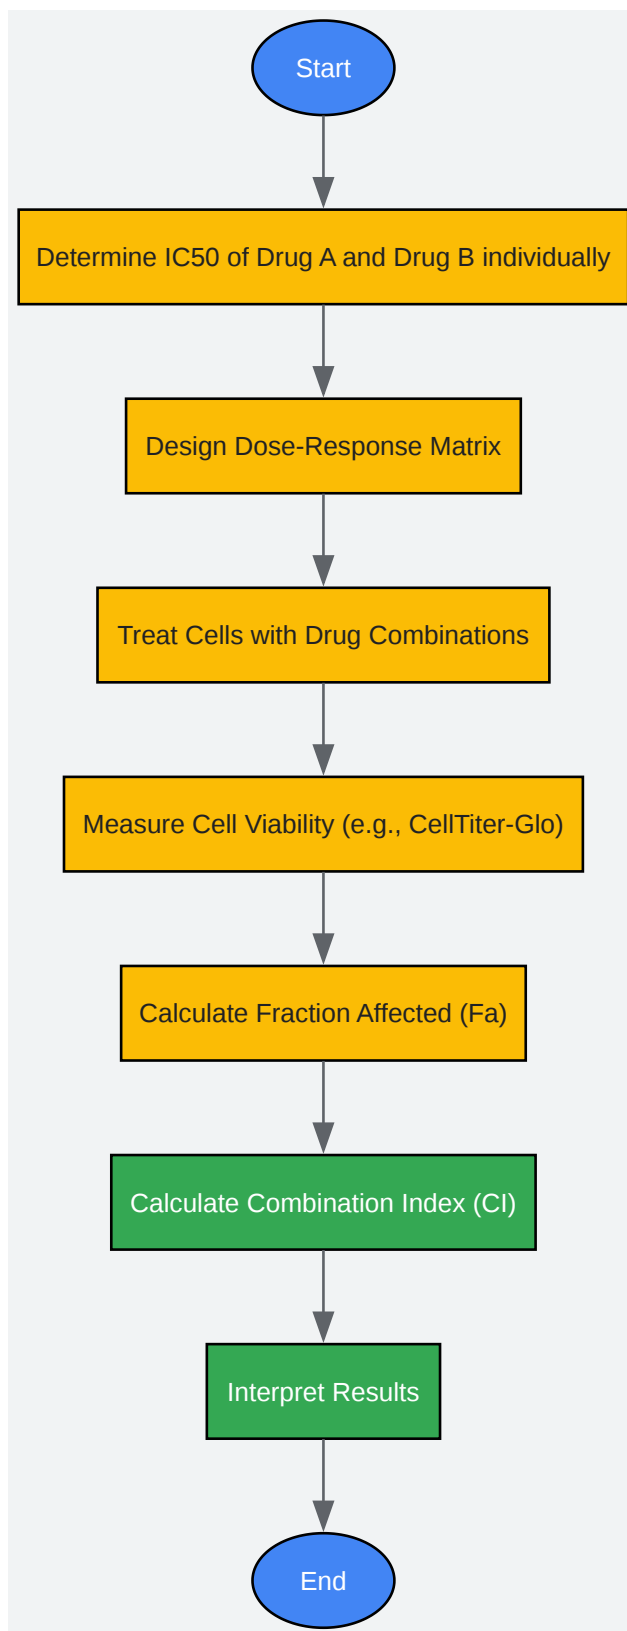 Start
Determine IC50 of Drug A and Drug B individually
Design Dose-Response Matrix
Treat Cells with Drug Combinations
Measure Cell Viability (e.g., CellTiter-Glo)
Calculate Fraction Affected (Fa)
Calculate Combination Index (CI)
Interpret Results
End